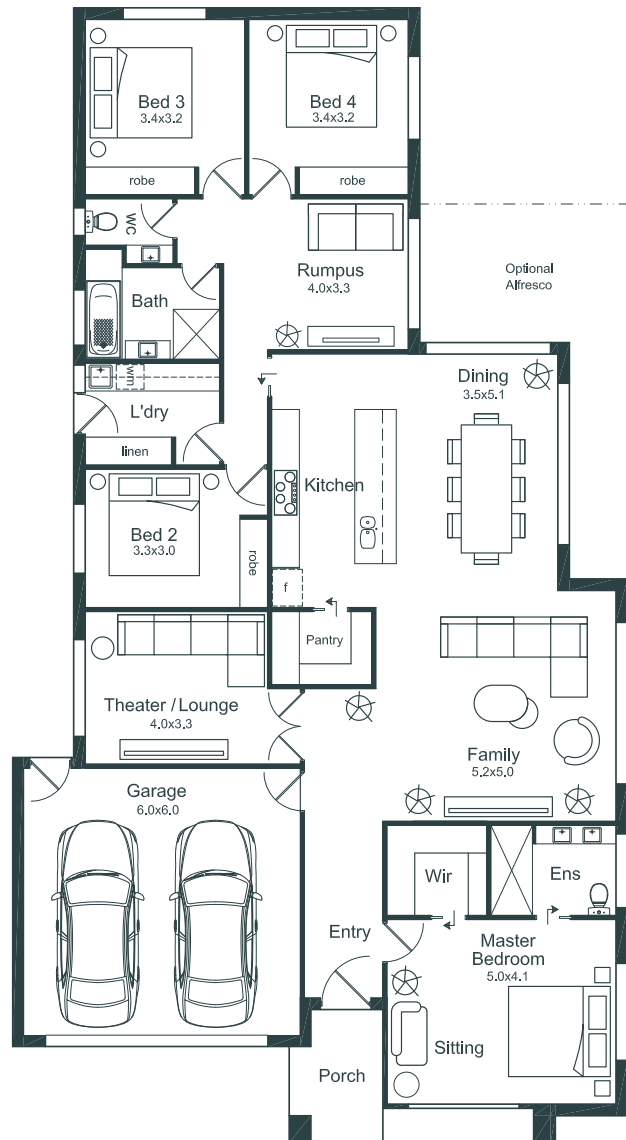 Bed 3
3.4x3.2
Bed 4
3.4x3.2
robe
robe
WC
Rumpus
4.0x3.3
Optional
Alfresco
Bath
Dining
3.5x5.1
wm
L'dry
linen
Kitchen
Bed 2
3.3x3.0
robe
f
Pantry
Theater / Lounge
4.0x3.3
Family
5.2x5.0
Garage
6.0x6.0
Wir
Ens
Entry
Master
Bedroom
5.0x4.1
Sitting
Porch